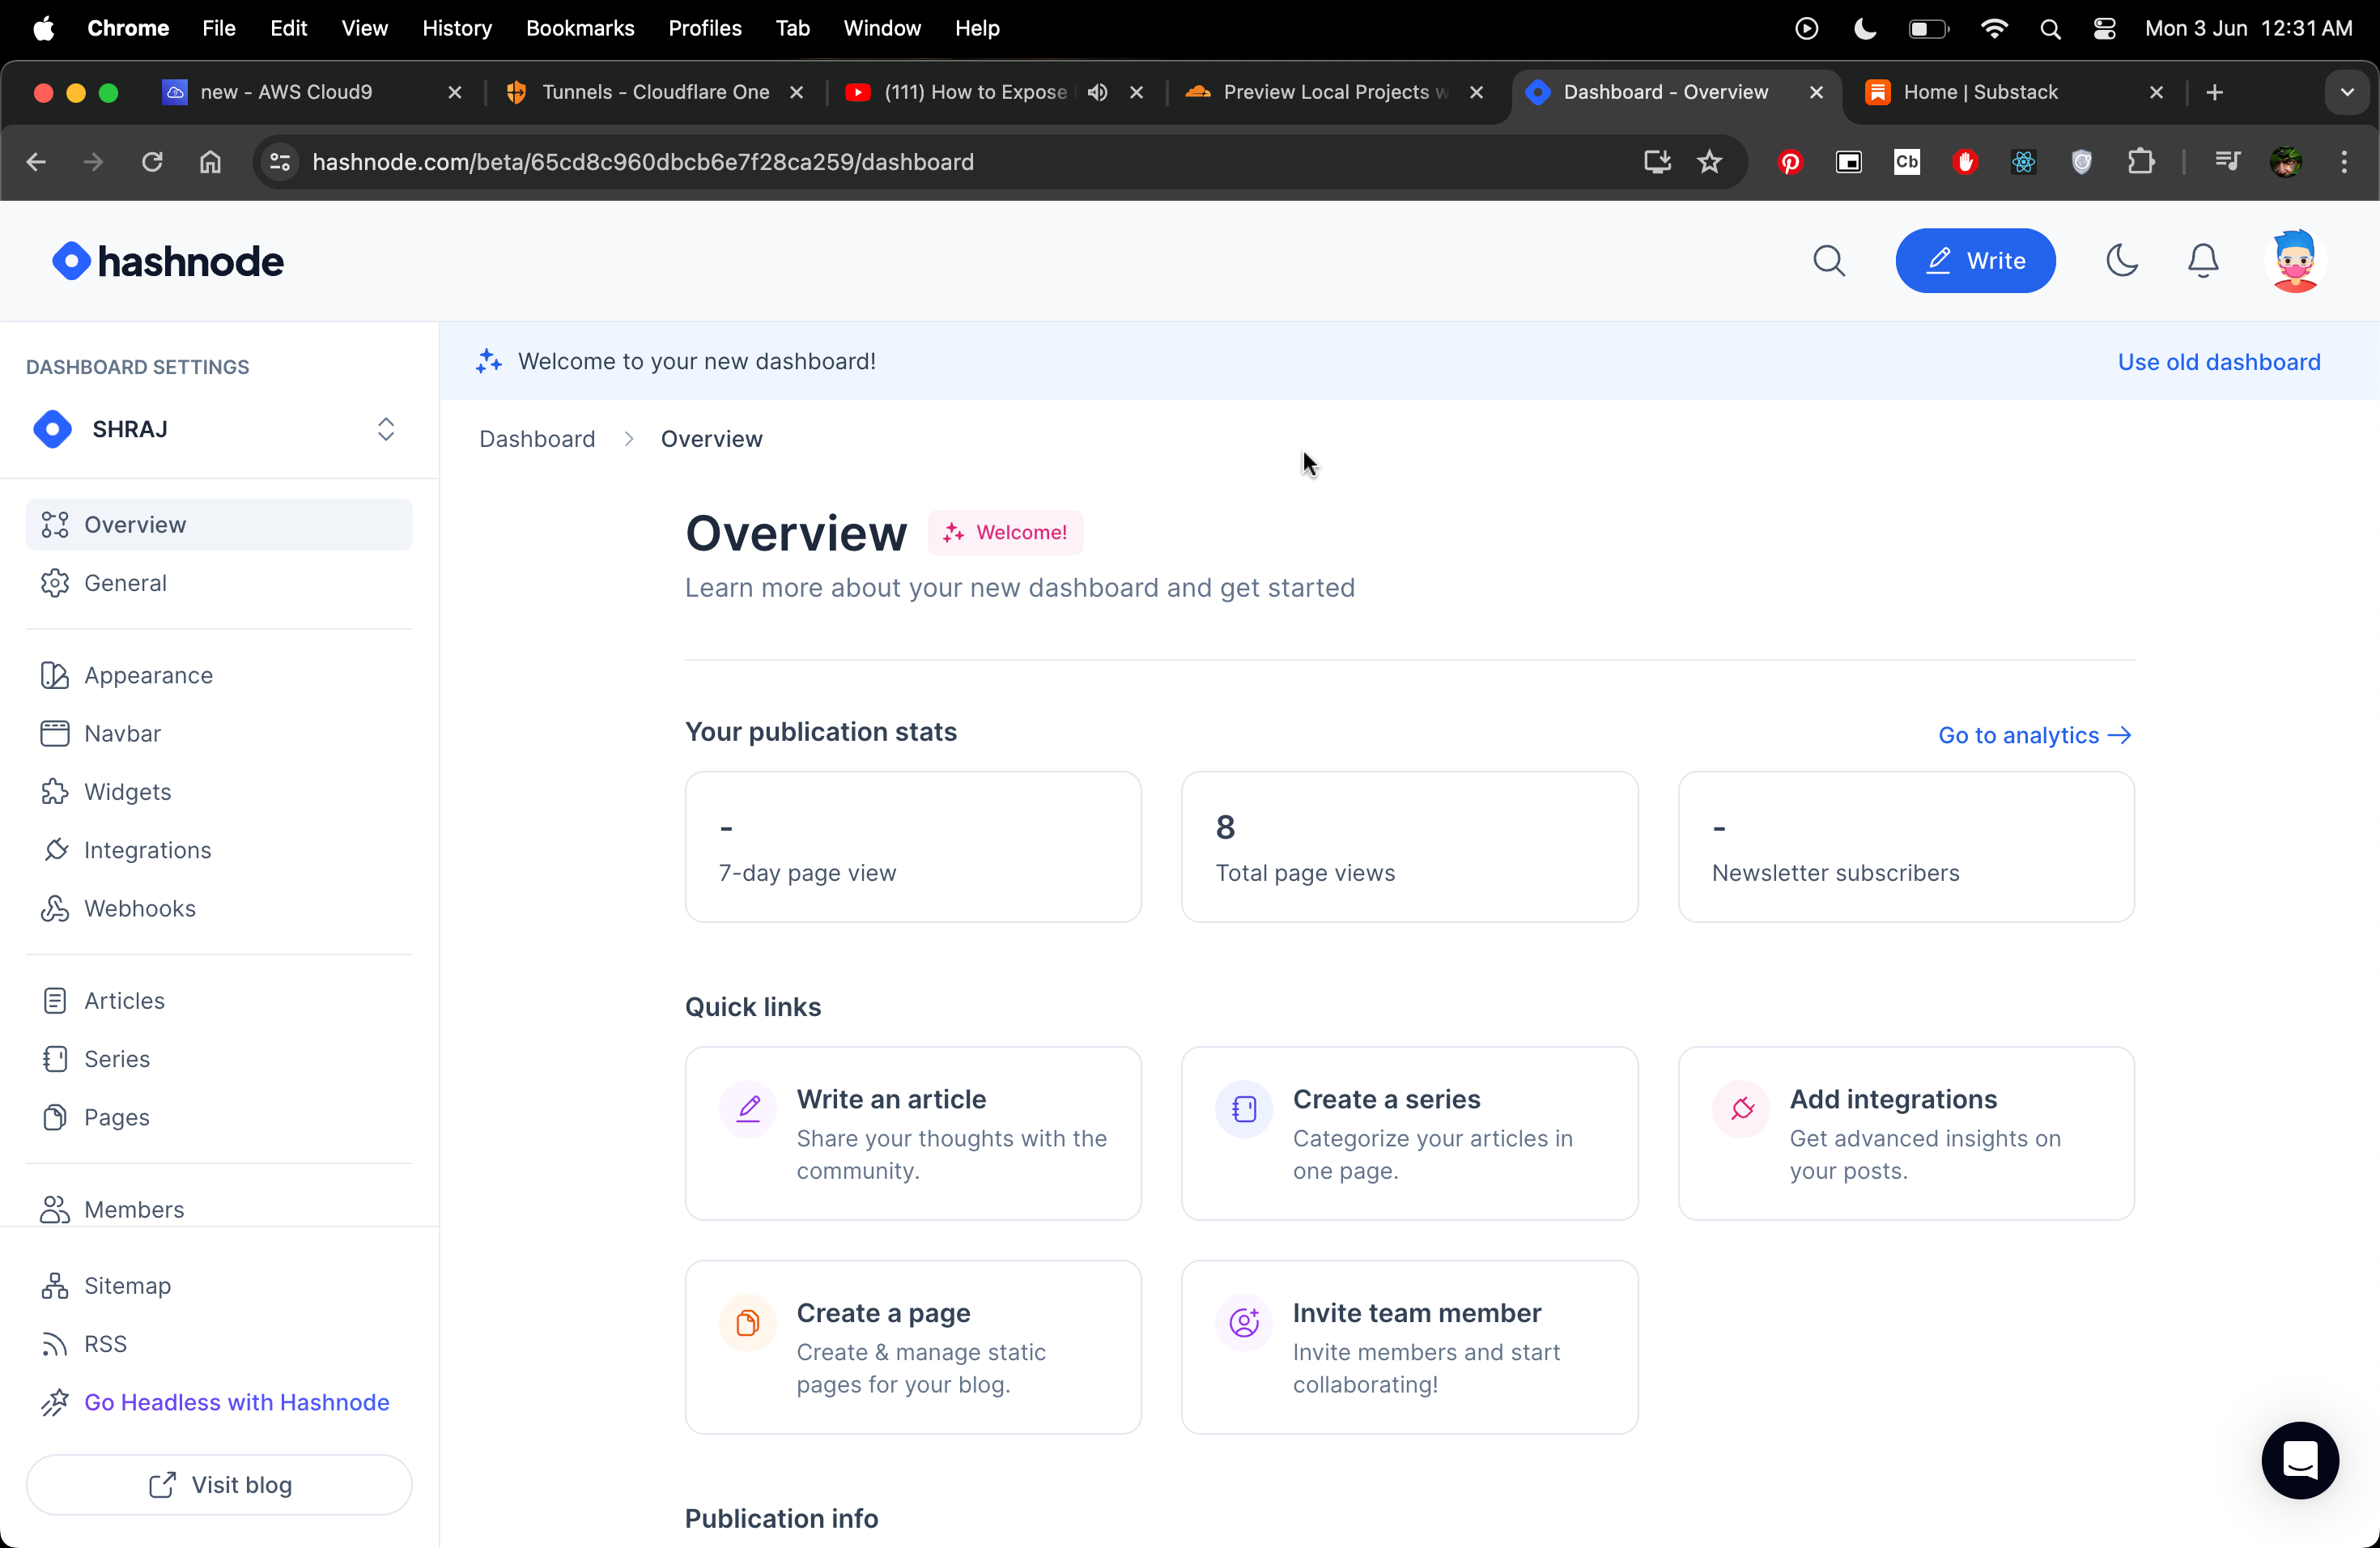 Chrome File Edit View History Bookmarks Profiles Tab Window Help Mon 3 Jun 12:31 AM
new - AWS Cloud9 Tunnels - Cloudflare One (111) How to Expose Preview Local Projects w Dashboard - Overview Home | Substack
hashnode.com/beta/65cd8c960dbcb6e7f28ca259/dashboard Cb
hashnode Write
DASHBOARD SETTINGS
SHRAJ
Overview
General
Appearance
Navbar
Widgets
Integrations
Webhooks
Articles
Series
Pages
Members
Sitemap
RSS
Go Headless with Hashnode
Visit blog
Welcome to your new dashboard! Use old dashboard
Dashboard > Overview
Overview Welcome!
Learn more about your new dashboard and get started
Your publication stats Go to analytics →
-
7-day page view
8
Total page views
-
Newsletter subscribers
Quick links
Write an article
Share your thoughts with the
community.
Create a series
Categorize your articles in
one page.
Add integrations
Get advanced insights on
your posts.
Create a page
Create & manage static
pages for your blog.
Invite team member
Invite members and start
collaborating!
Publication info